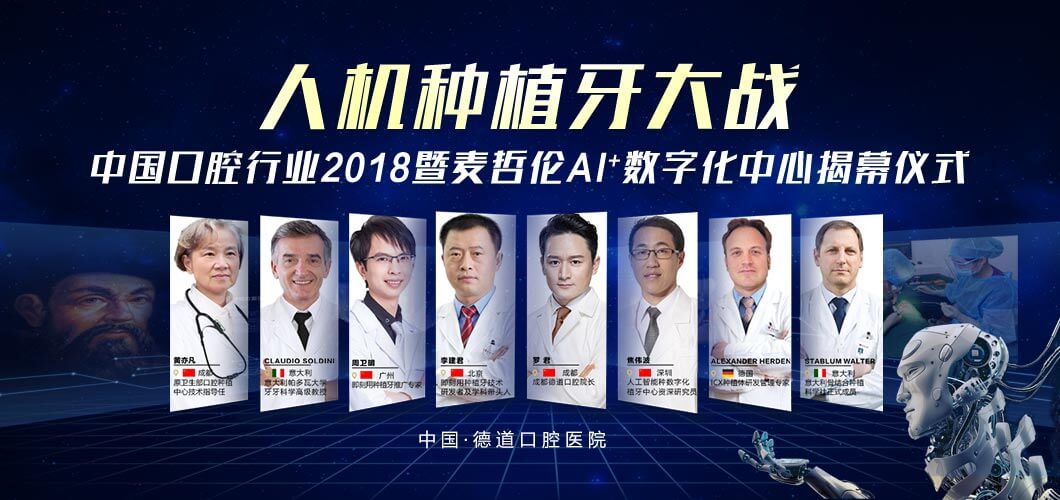 人机种植牙大战
中国口腔行业2018暨麦哲伦AI+数字化中心揭幕仪式
黄亦凡
成都
原卫生部口腔种植
中心技术指导任
CLAUDIO SOLDINI
意大利
意大利帕多瓦大学
牙牙科学高级教授
周卫明
广州
即刻用种植牙推广专家
李建君
北京
即刻用种植牙技术
研发者及学科带头人
罗 君
成都
成都德道口腔院长
焦伟波
深圳
人工智能种数字化
植牙中心资深研究员
ALEXANDER HERDEN
德国
ICX种植体研发管理专家
STABLUM WALTER
意大利
意大利骨结合种植
科学社正式成员
中国·德道口腔医院